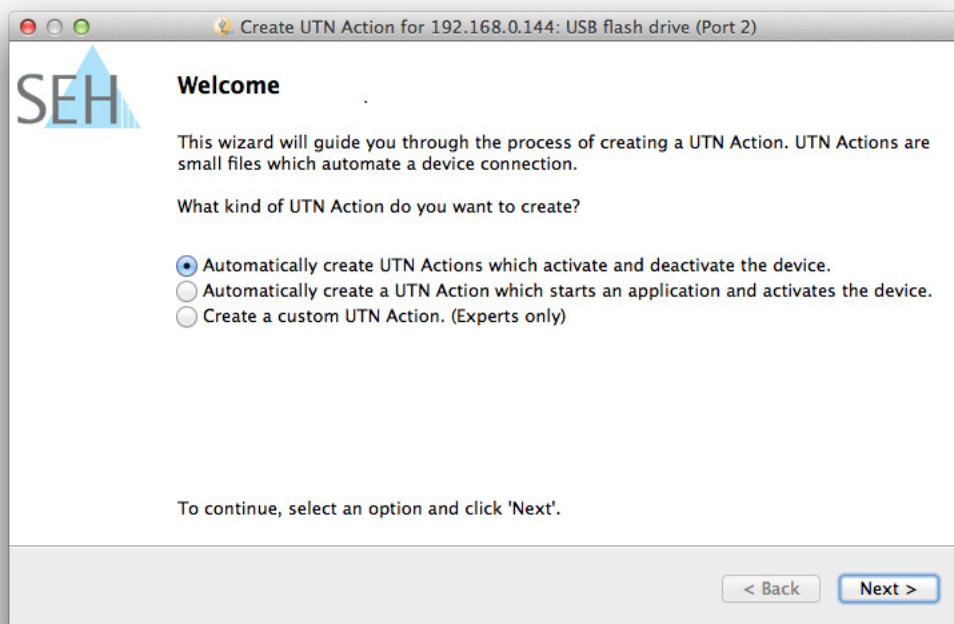 Create UTN Action for 192.168.0.144: USB flash drive (Port 2)
SEH
Welcome
This wizard will guide you through the process of creating a UTN Action. UTN Actions are
small files which automate a device connection.
What kind of UTN Action do you want to create?
Automatically create UTN Actions which activate and deactivate the device.
Automatically create a UTN Action which starts an application and activates the device.
Create a custom UTN Action. (Experts only)
To continue, select an option and click 'Next'.
< Back
Next >